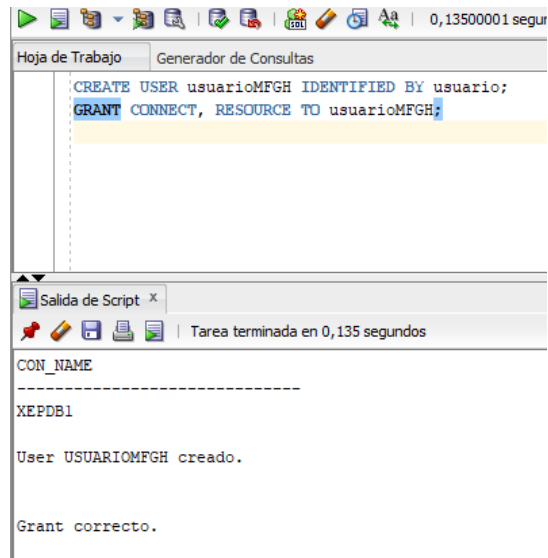 0,13500001 segur
Hoja de Trabajo Generador de Consultas
CREATE USER usuarioMFGH IDENTIFIED BY usuario;
GRANT CONNECT, RESOURCE TO usuarioMFGH;
Salida de Script x
Tarea terminada en 0,135 segundos
CON_NAME
------------------------------
XEPDB1
User USUARIOMFGH creado.
Grant correcto.